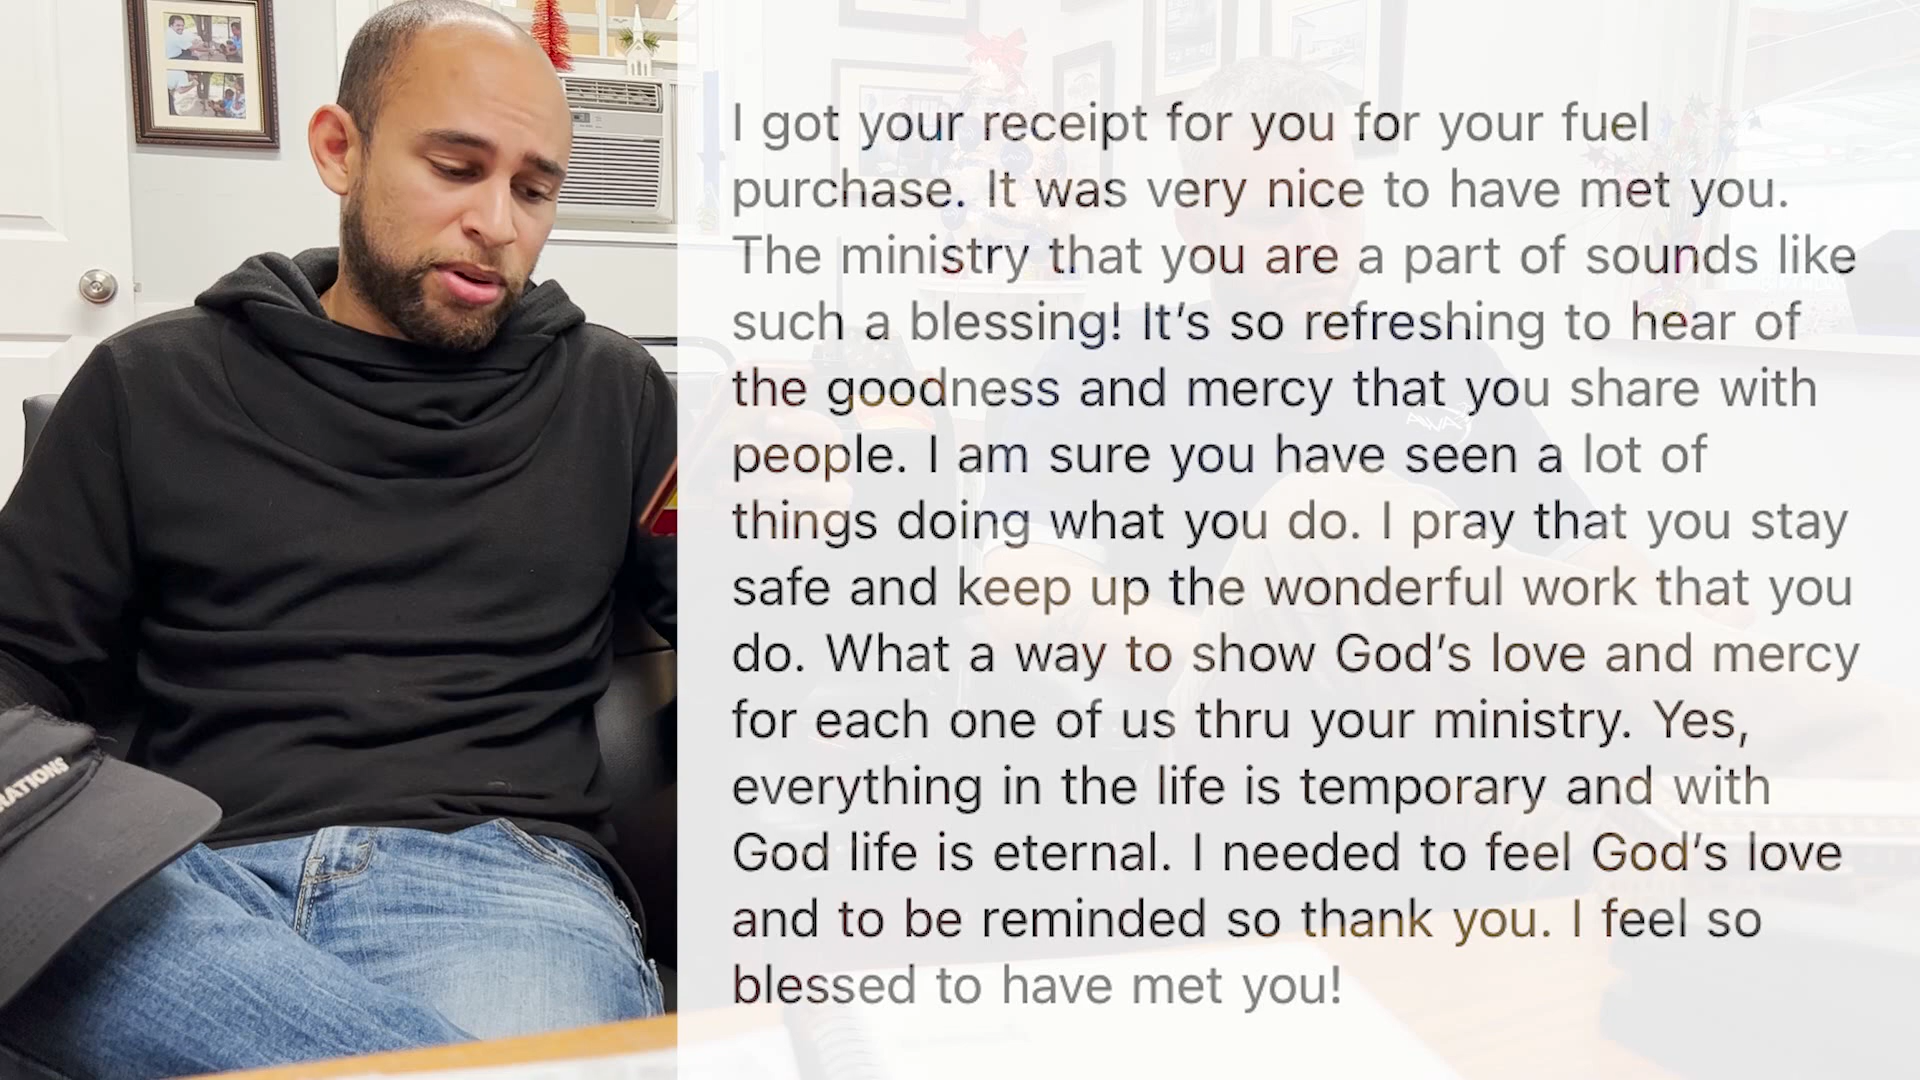 I got your receipt for you for your fuel
purchase. It was very nice to have met you.
The ministry that you are a part of sounds like
such a blessing! It’s so refreshing to hear of
the goodness and mercy that you share with
people. I am sure you have seen a lot of
things doing what you do. I pray that you stay
safe and keep up the wonderful work that you
do. What a way to show God’s love and mercy
for each one of us thru your ministry. Yes,
everything in the life is temporary and with
God life is eternal. I needed to feel God’s love
and to be reminded so thank you. I feel so
blessed to have met you!